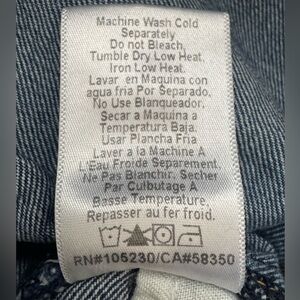 Machine Wash Cold
Separately
Do not Bleach,
Tumble Dry Low Heat.
Iron Low Heat.
Lavar en Maquina con
agua fria Por Separado.
No Use Blanqueador.
Secar a Maquina a
Temperatura Baja.
Usar Plancha Fria
Laver a la Machine A
L'Eau Froide Separement.
Ne Pas Blanchir. Secher
Par Culbutage A
Basse Temperature,
Repasser au fer froid.
RN#106230/CA#58350